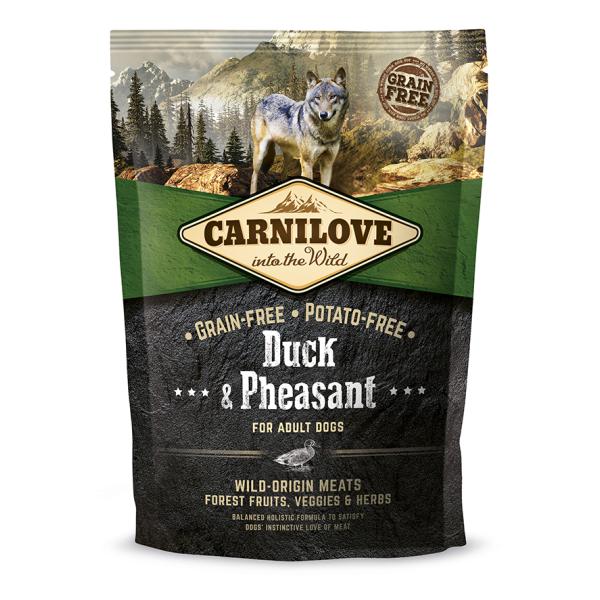 GRAIN
FREE
CARNILOVE
into the Wild
• GRAIN-FREE • POTATO-FREE •
Duck
& Pheasant
FOR ADULT DOGS
WILD-ORIGIN MEATS
FOREST FRUITS, VEGGIES & HERBS
BALANCED HOLISTIC FORMULA TO SATISFY
DOGS' INSTINCTIVE LOVE OF MEAT